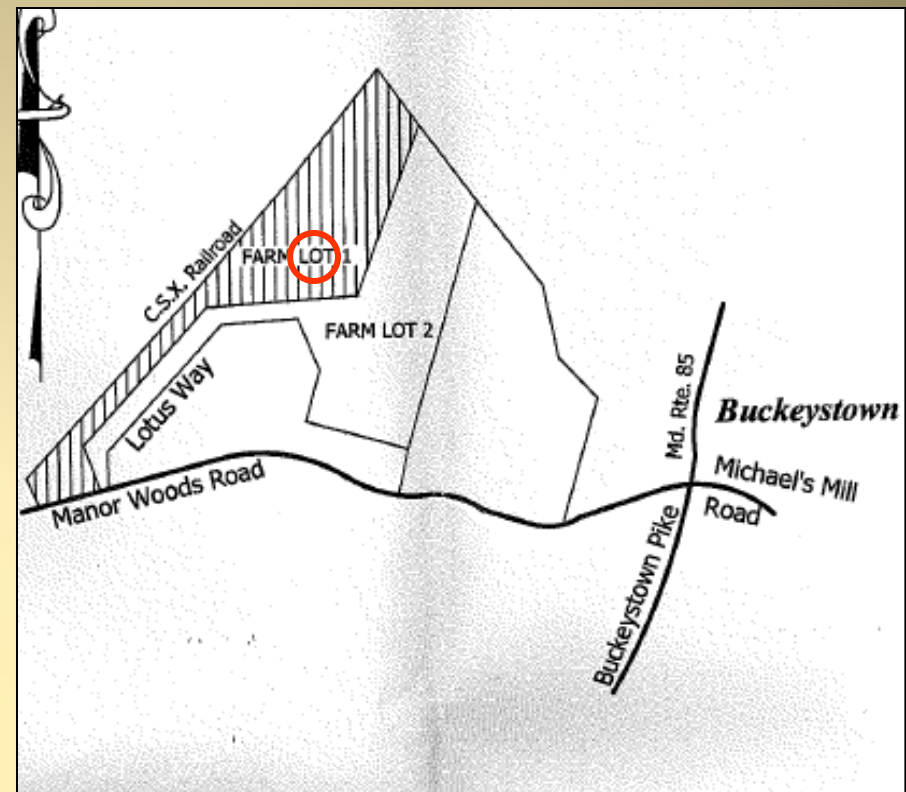 C.S.X. Railroad
FARM LOT 1
FARM LOT 2
Lotus Way
Manor Woods Road
Md. Rte. 85
Buckeystown
Michael's Mill
Road
Buckeystown Pike